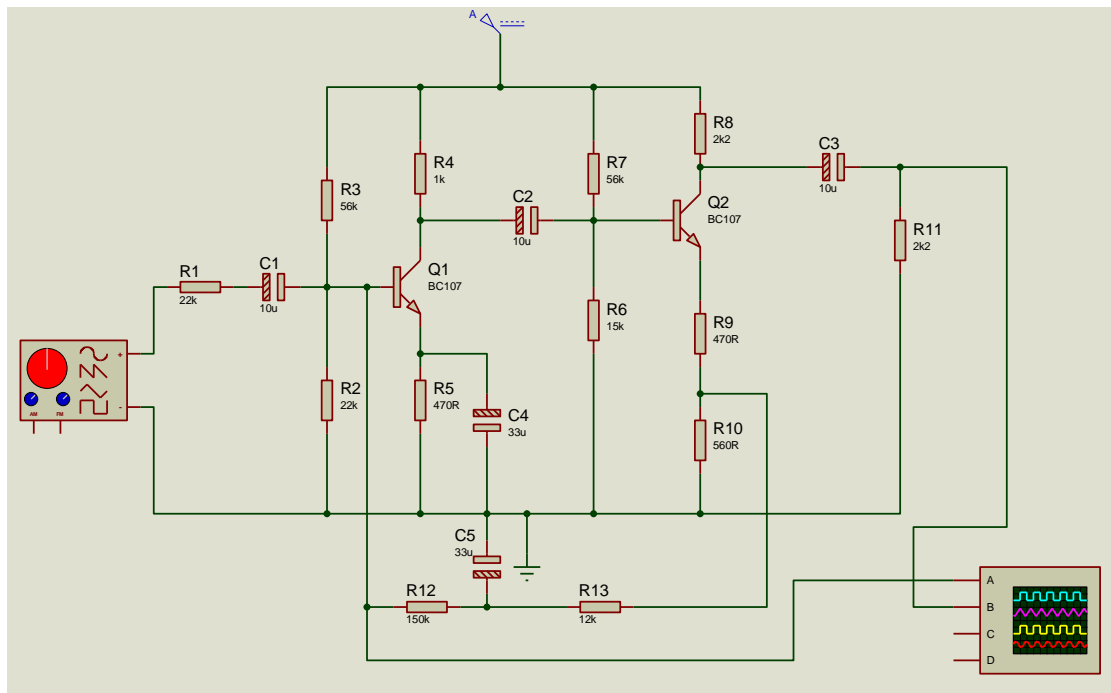 A
R8
2k2
C3
10u
R4
1k
R7
56k
R3
56k
C2
10u
Q2
BC107
R11
2k2
R1
22k
C1
10u
Q1
BC107
R6
15k
R9
470R
+
-
AM
FM
R2
22k
R5
470R
C4
33u
R10
560R
C5
33u
R12
150k
R13
12k
A
B
C
D